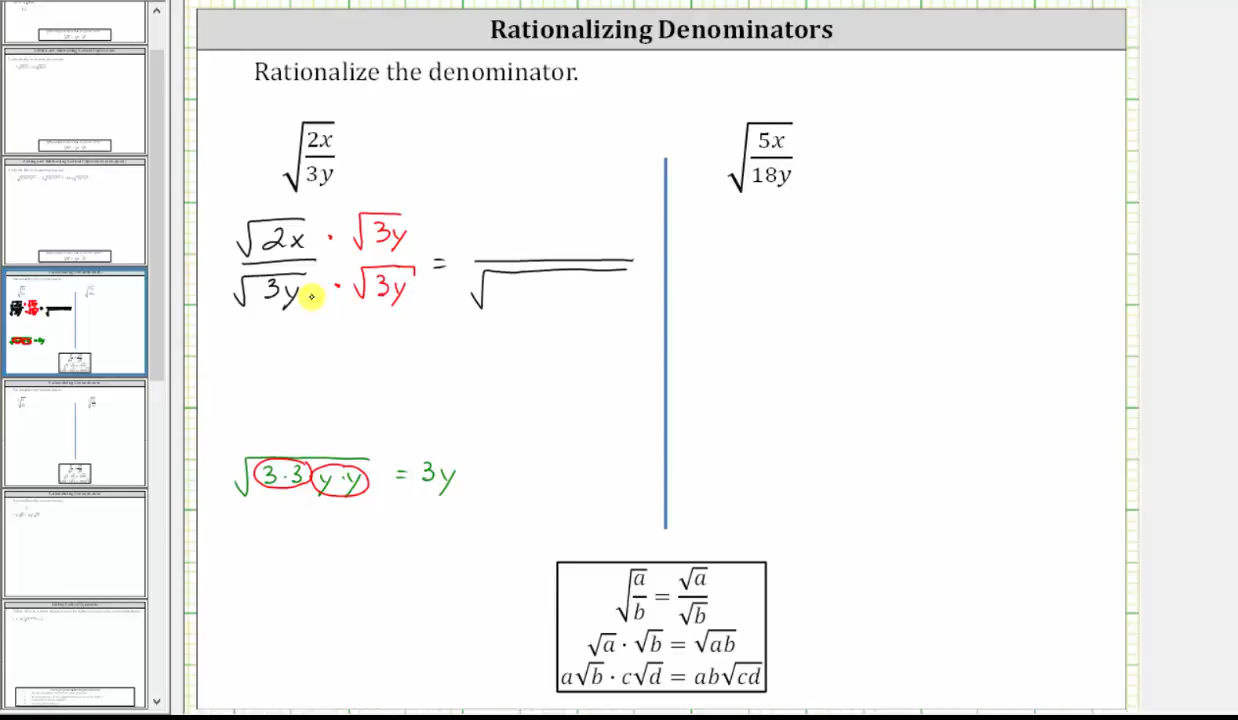 Rationalizing Denominators
Rationalize the denominator.
√(2x/3y)
√2x · √3y / √3y · √3y = /√
√3·3 y·y = 3y
√(5x/18y)
√(a/b) = √a/√b
√a · √b = √ab
a√b · c√d = ab√cd